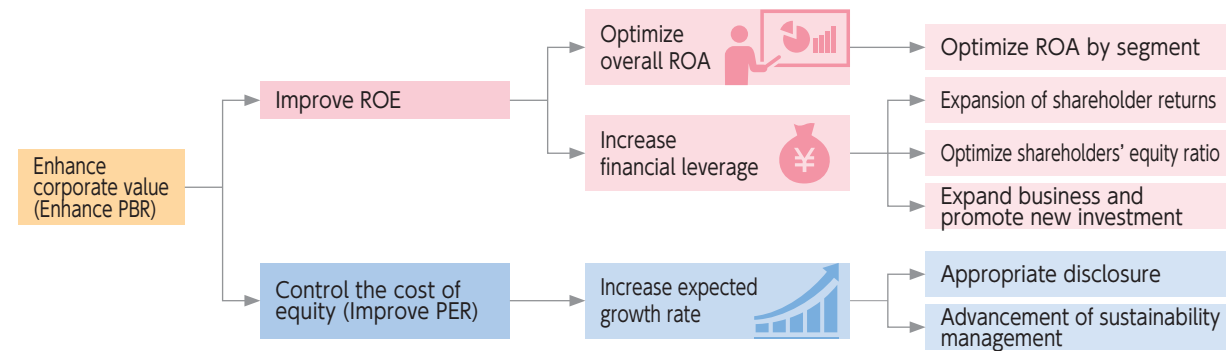 Enhance
corporate value
(Enhance PBR)
Improve ROE
Optimize
overall ROA
Optimize ROA by segment
Increase
financial leverage
¥
Expansion of shareholder returns
Optimize shareholders’ equity ratio
Expand business and
promote new investment
Control the cost of
equity (Improve PER)
Increase expected
growth rate
Appropriate disclosure
Advancement of sustainability
management